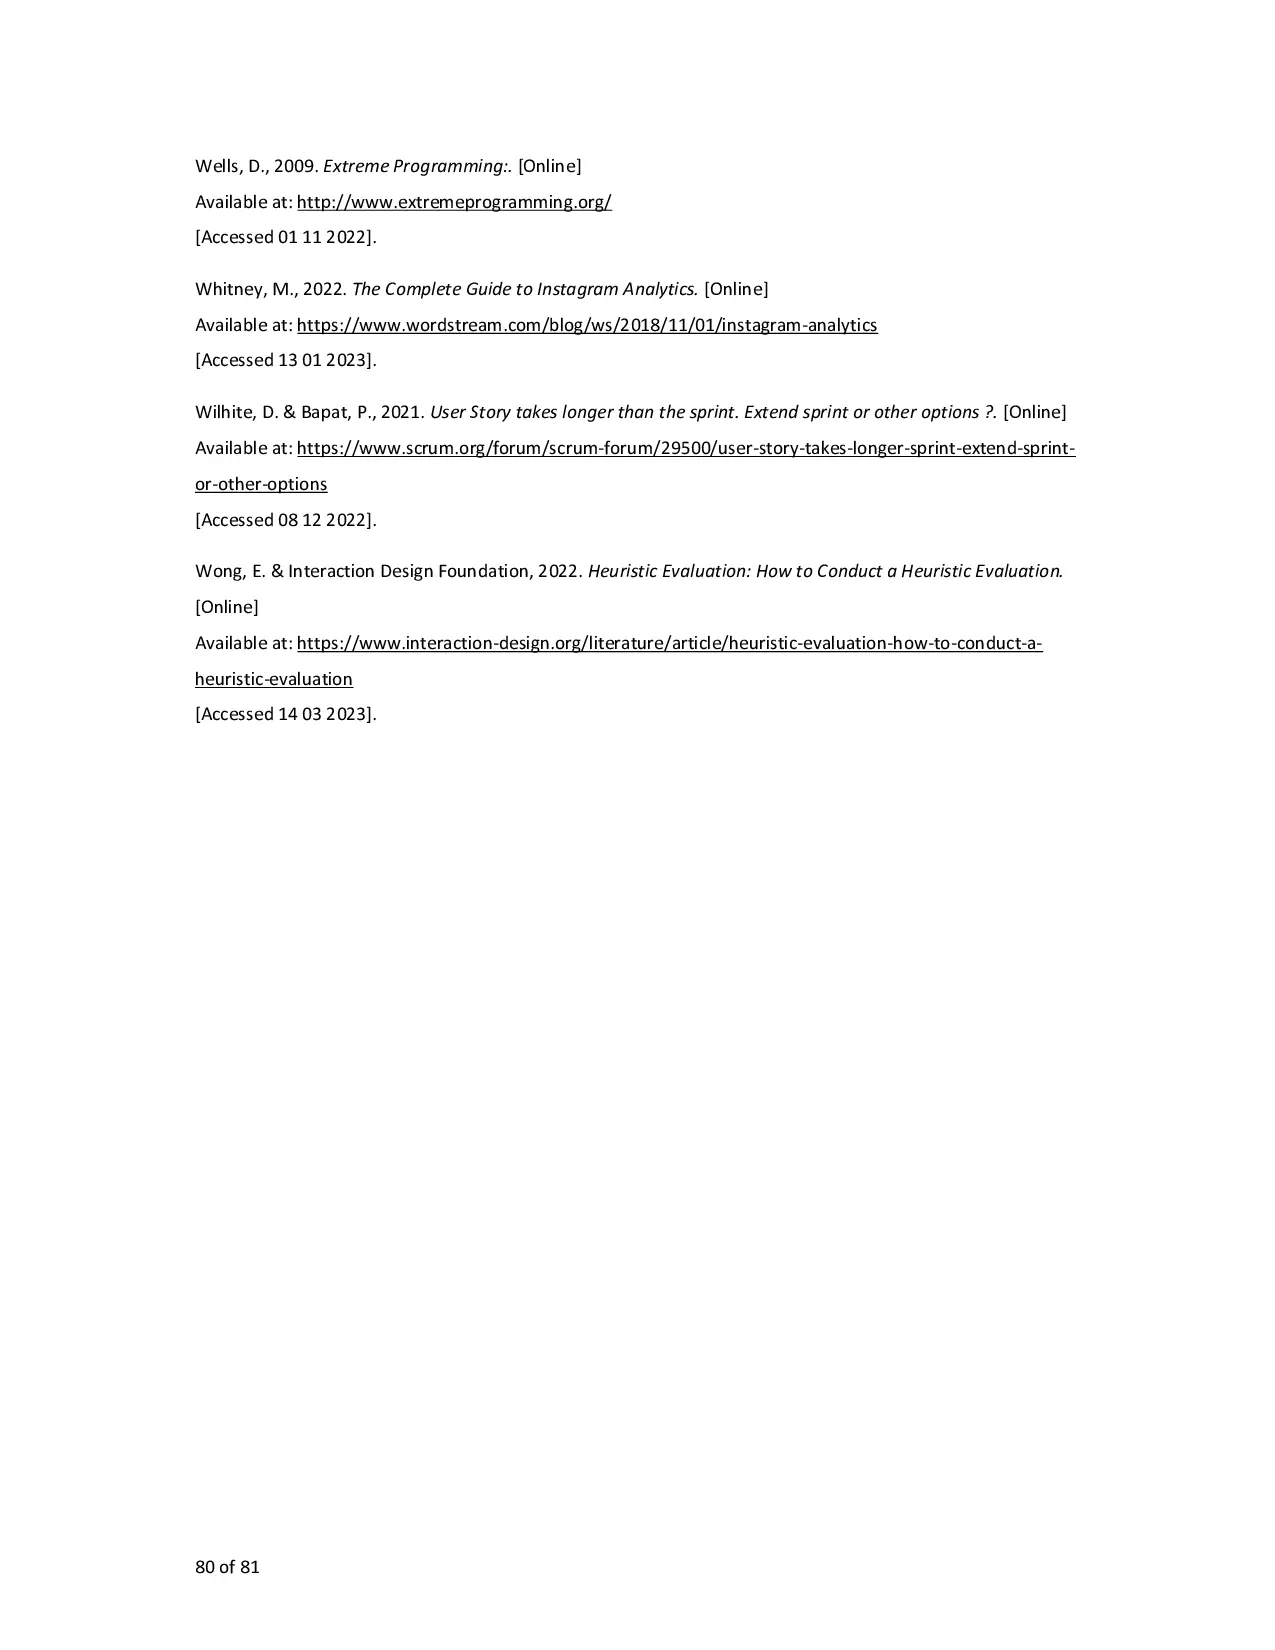 Wells, D., 2009. Extreme Programming:. [Online]
Available at: http://www.extremeprogramming.org/
[Accessed 01 11 2022].
Whitney, M., 2022. The Complete Guide to Instagram Analytics. [Online]
Available at: https://www.wordstream.com/blog/ws/2018/11/01/instagram-analytics
[Accessed 13 01 2023].
Wilhite, D. & Bapat, P., 2021. User Story takes longer than the sprint. Extend sprint or other options ?. [Online]
Available at: https://www.scrum.org/forum/scrum-forum/29500/user-story-takes-longer-sprint-extend-sprint-
or-other-options
[Accessed 08 12 2022].
Wong, E. & Interaction Design Foundation, 2022. Heuristic Evaluation: How to Conduct a Heuristic Evaluation.
[Online]
Available at: https://www.interaction-design.org/literature/article/heuristic-evaluation-how-to-conduct-a-
heuristic-evaluation
[Accessed 14 03 2023].
80 of 81